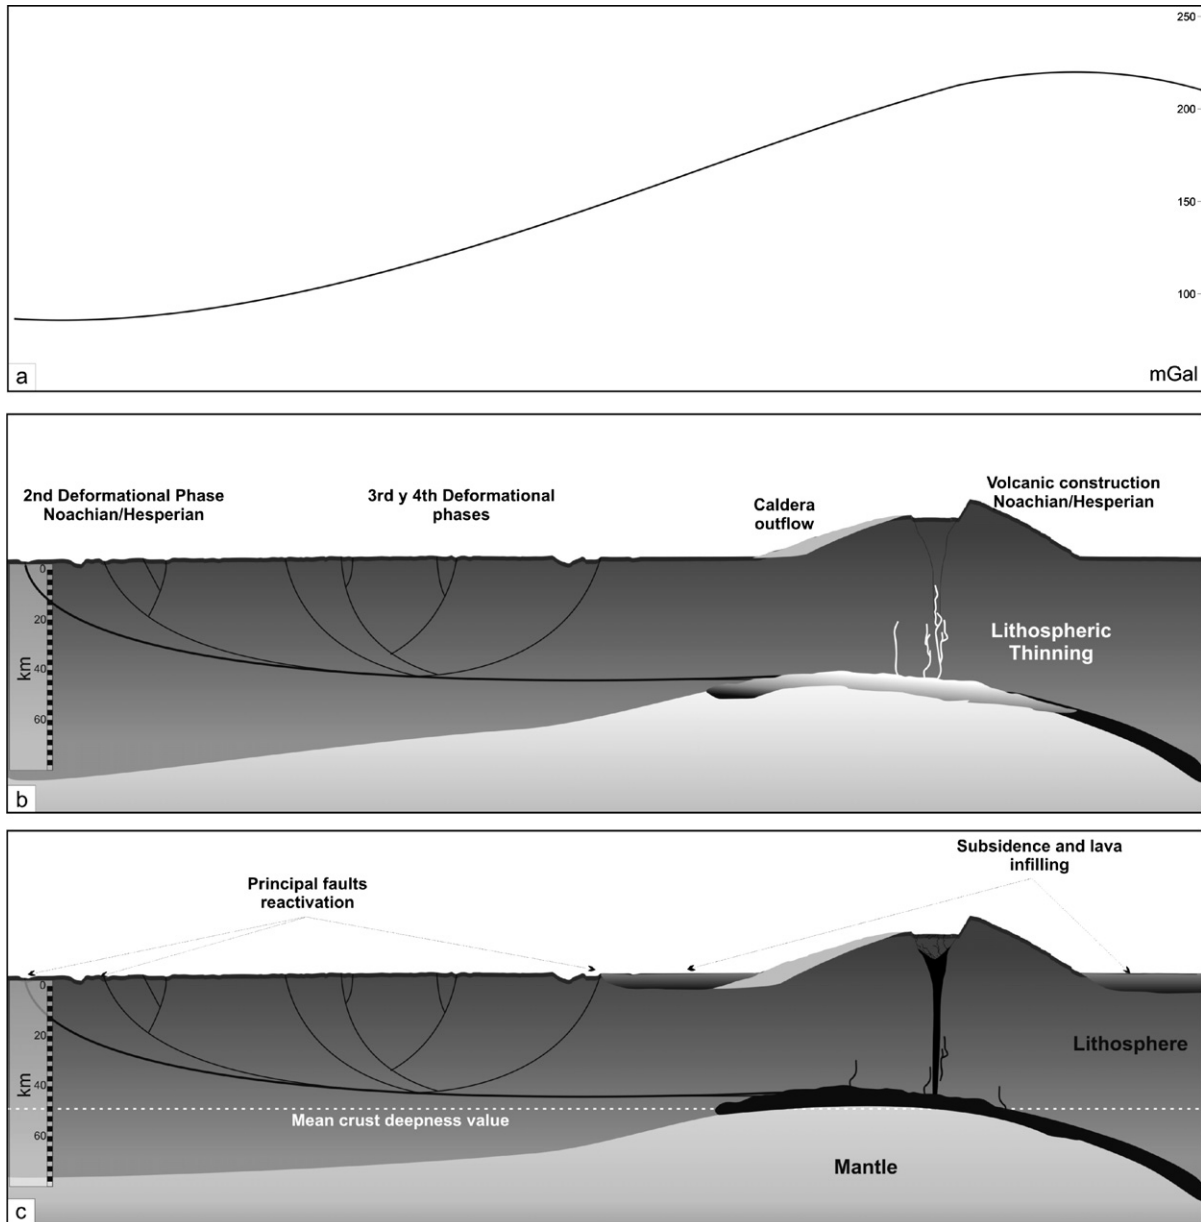 250
200
150
100
a
mGal
2nd Deformational Phase
Noachian/Hesperian
3rd y 4th Deformational
phases
Caldera
outflow
Volcanic construction
Noachian/Hesperian
0
20
40
60
km
Lithospheric
Thinning
b
Principal faults
reactivation
Subsidence and lava
infilling
0
20
40
60
km
Lithosphere
Mean crust deepness value
Mantle
c